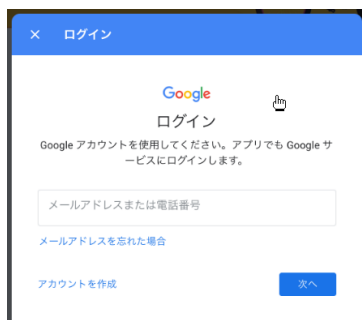 × ログイン
Google
ログイン
Google アカウントを使用してください。アプリでも Google サ
ービスにログインします。
メールアドレスまたは電話番号
メールアドレスを忘れた場合
アカウントを作成 次へ